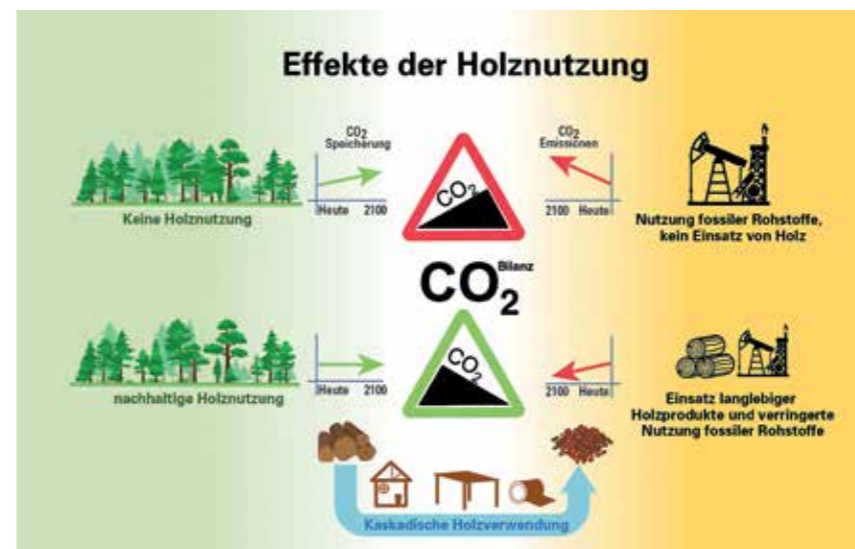 Effekte der Holznutzung
CO2
Speicherung
CO2
Emissionen
CO2
Keine Holznutzung
Heute 2100
2100 Heute
Nutzung fossiler Rohstoffe,
kein Einsatz von Holz
CO2 Bilanz
CO2
nachhaltige Holznutzung
Heute 2100
2100 Heute
Einsatz langlebiger
Holzprodukte und verringerte
Nutzung fossiler Rohstoffe
Kaskadische Holzverwendung